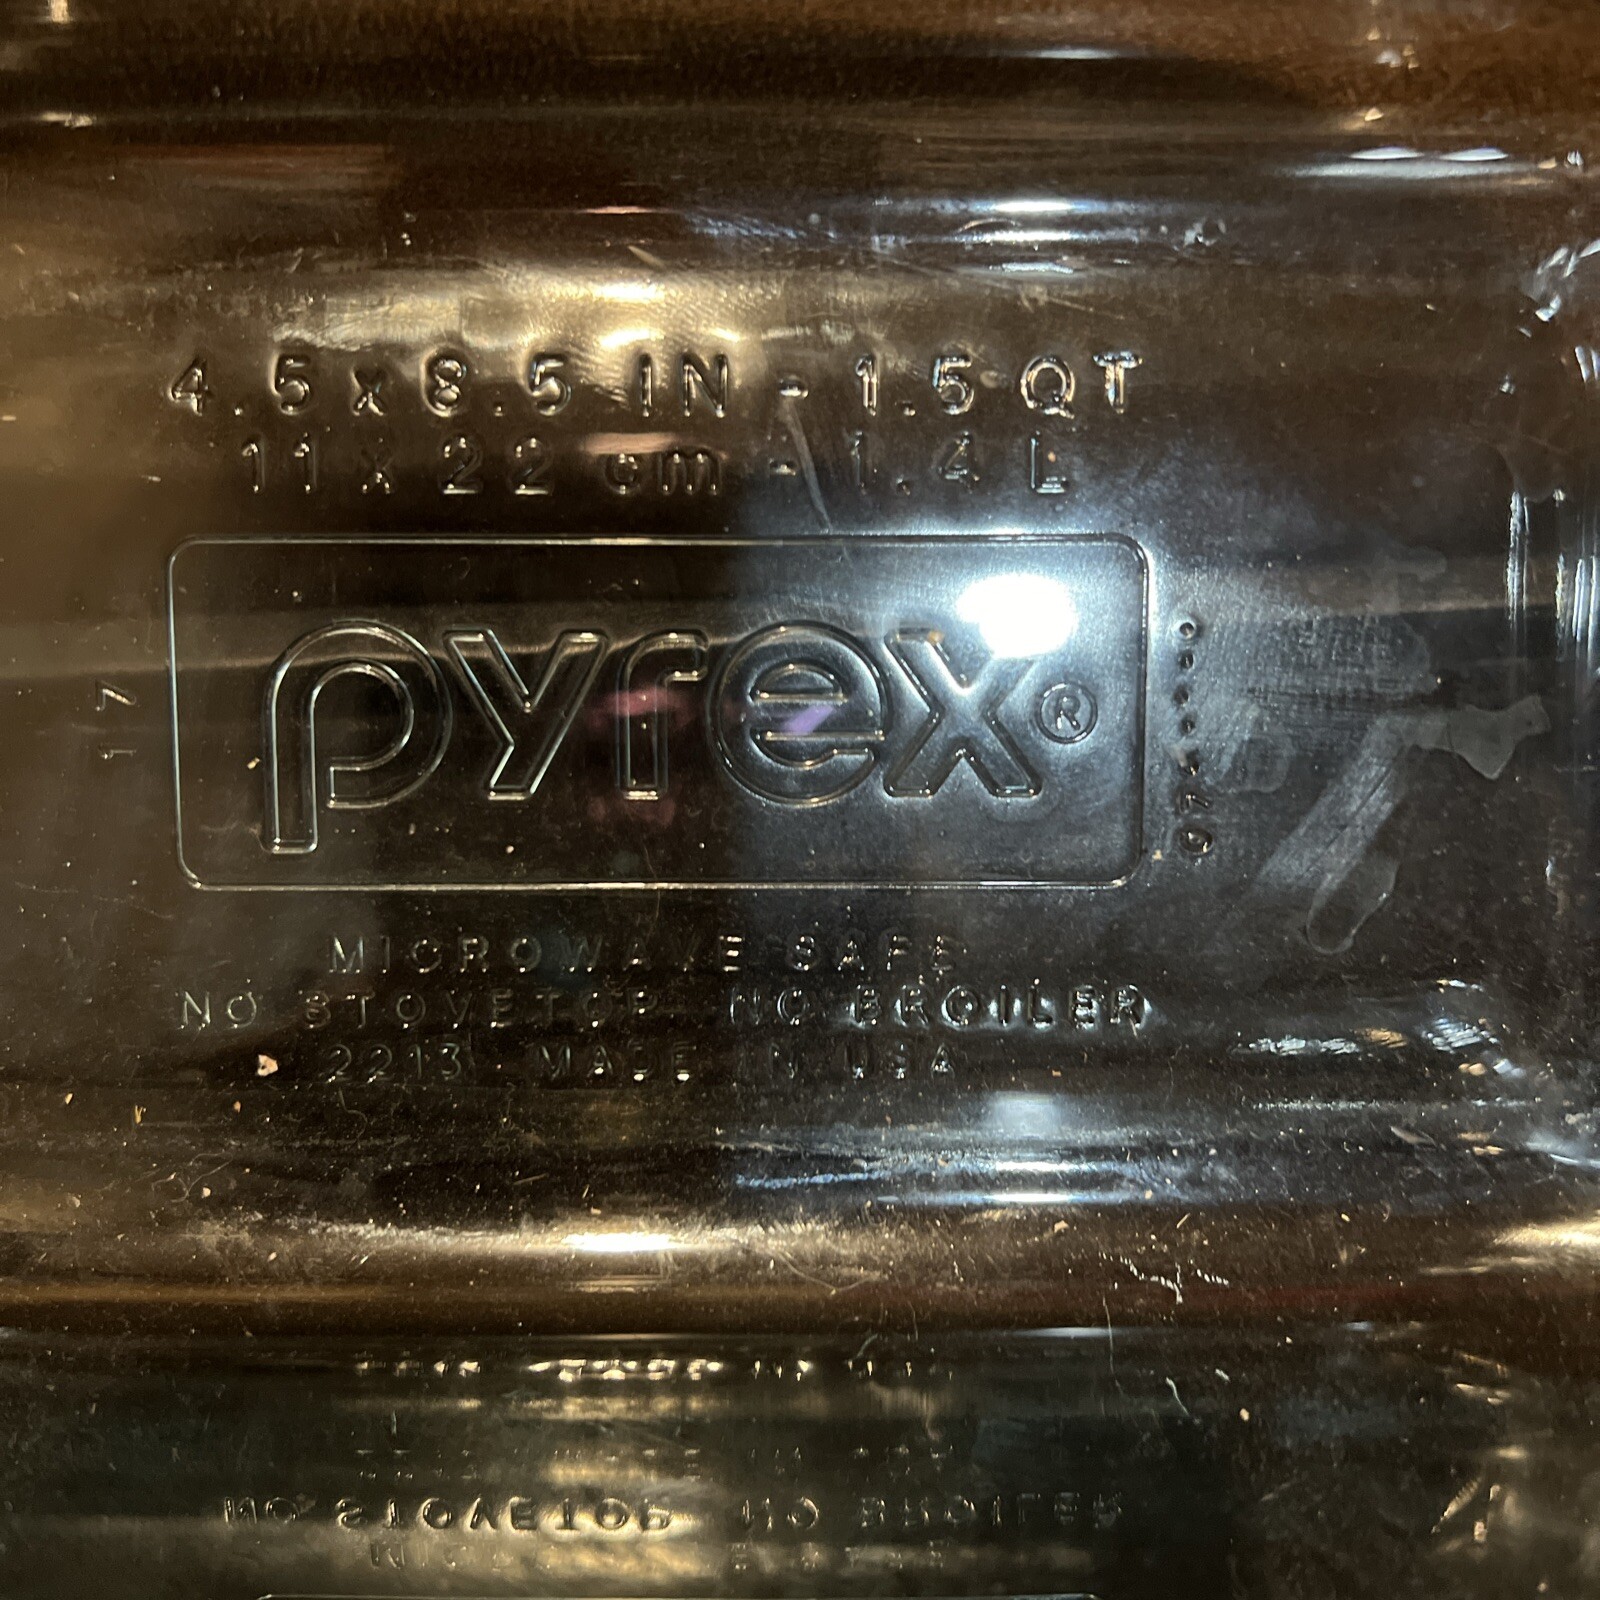 4.5 x 8.5 IN - 1.5 QT
11 x 22 cm - 1.4 L
pyrex®
17
MICROWAVE SAFE
NO STOVETOP NO BROILER
2213 MADE IN USA